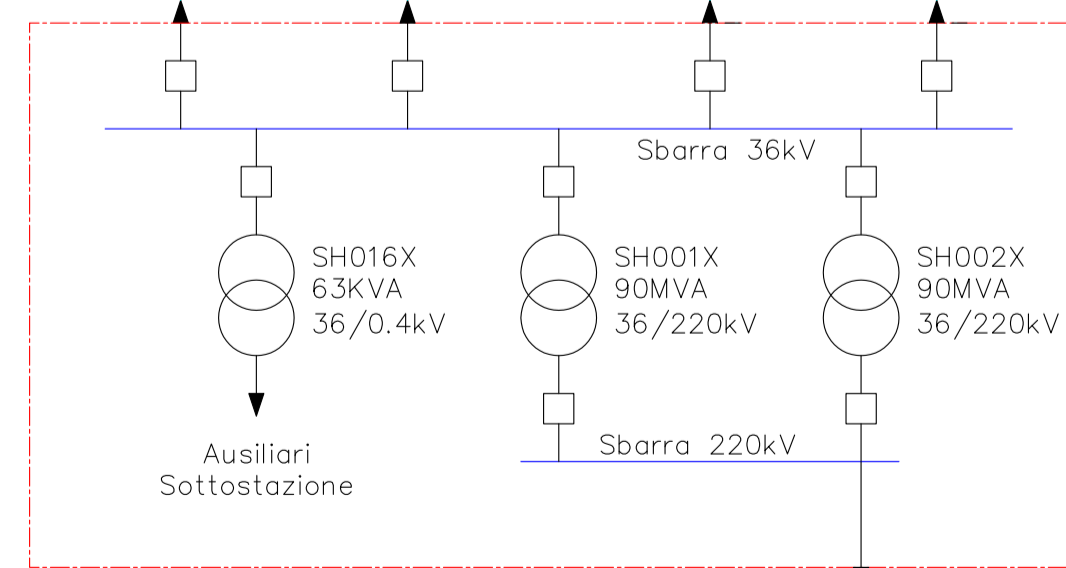 Sbarra 36kV
SH016X
63KVA
36/0.4kV
SH001X
90MVA
36/220kV
SH002X
90MVA
36/220kV
Ausiliari
Sottostazione
Sbarra 220kV